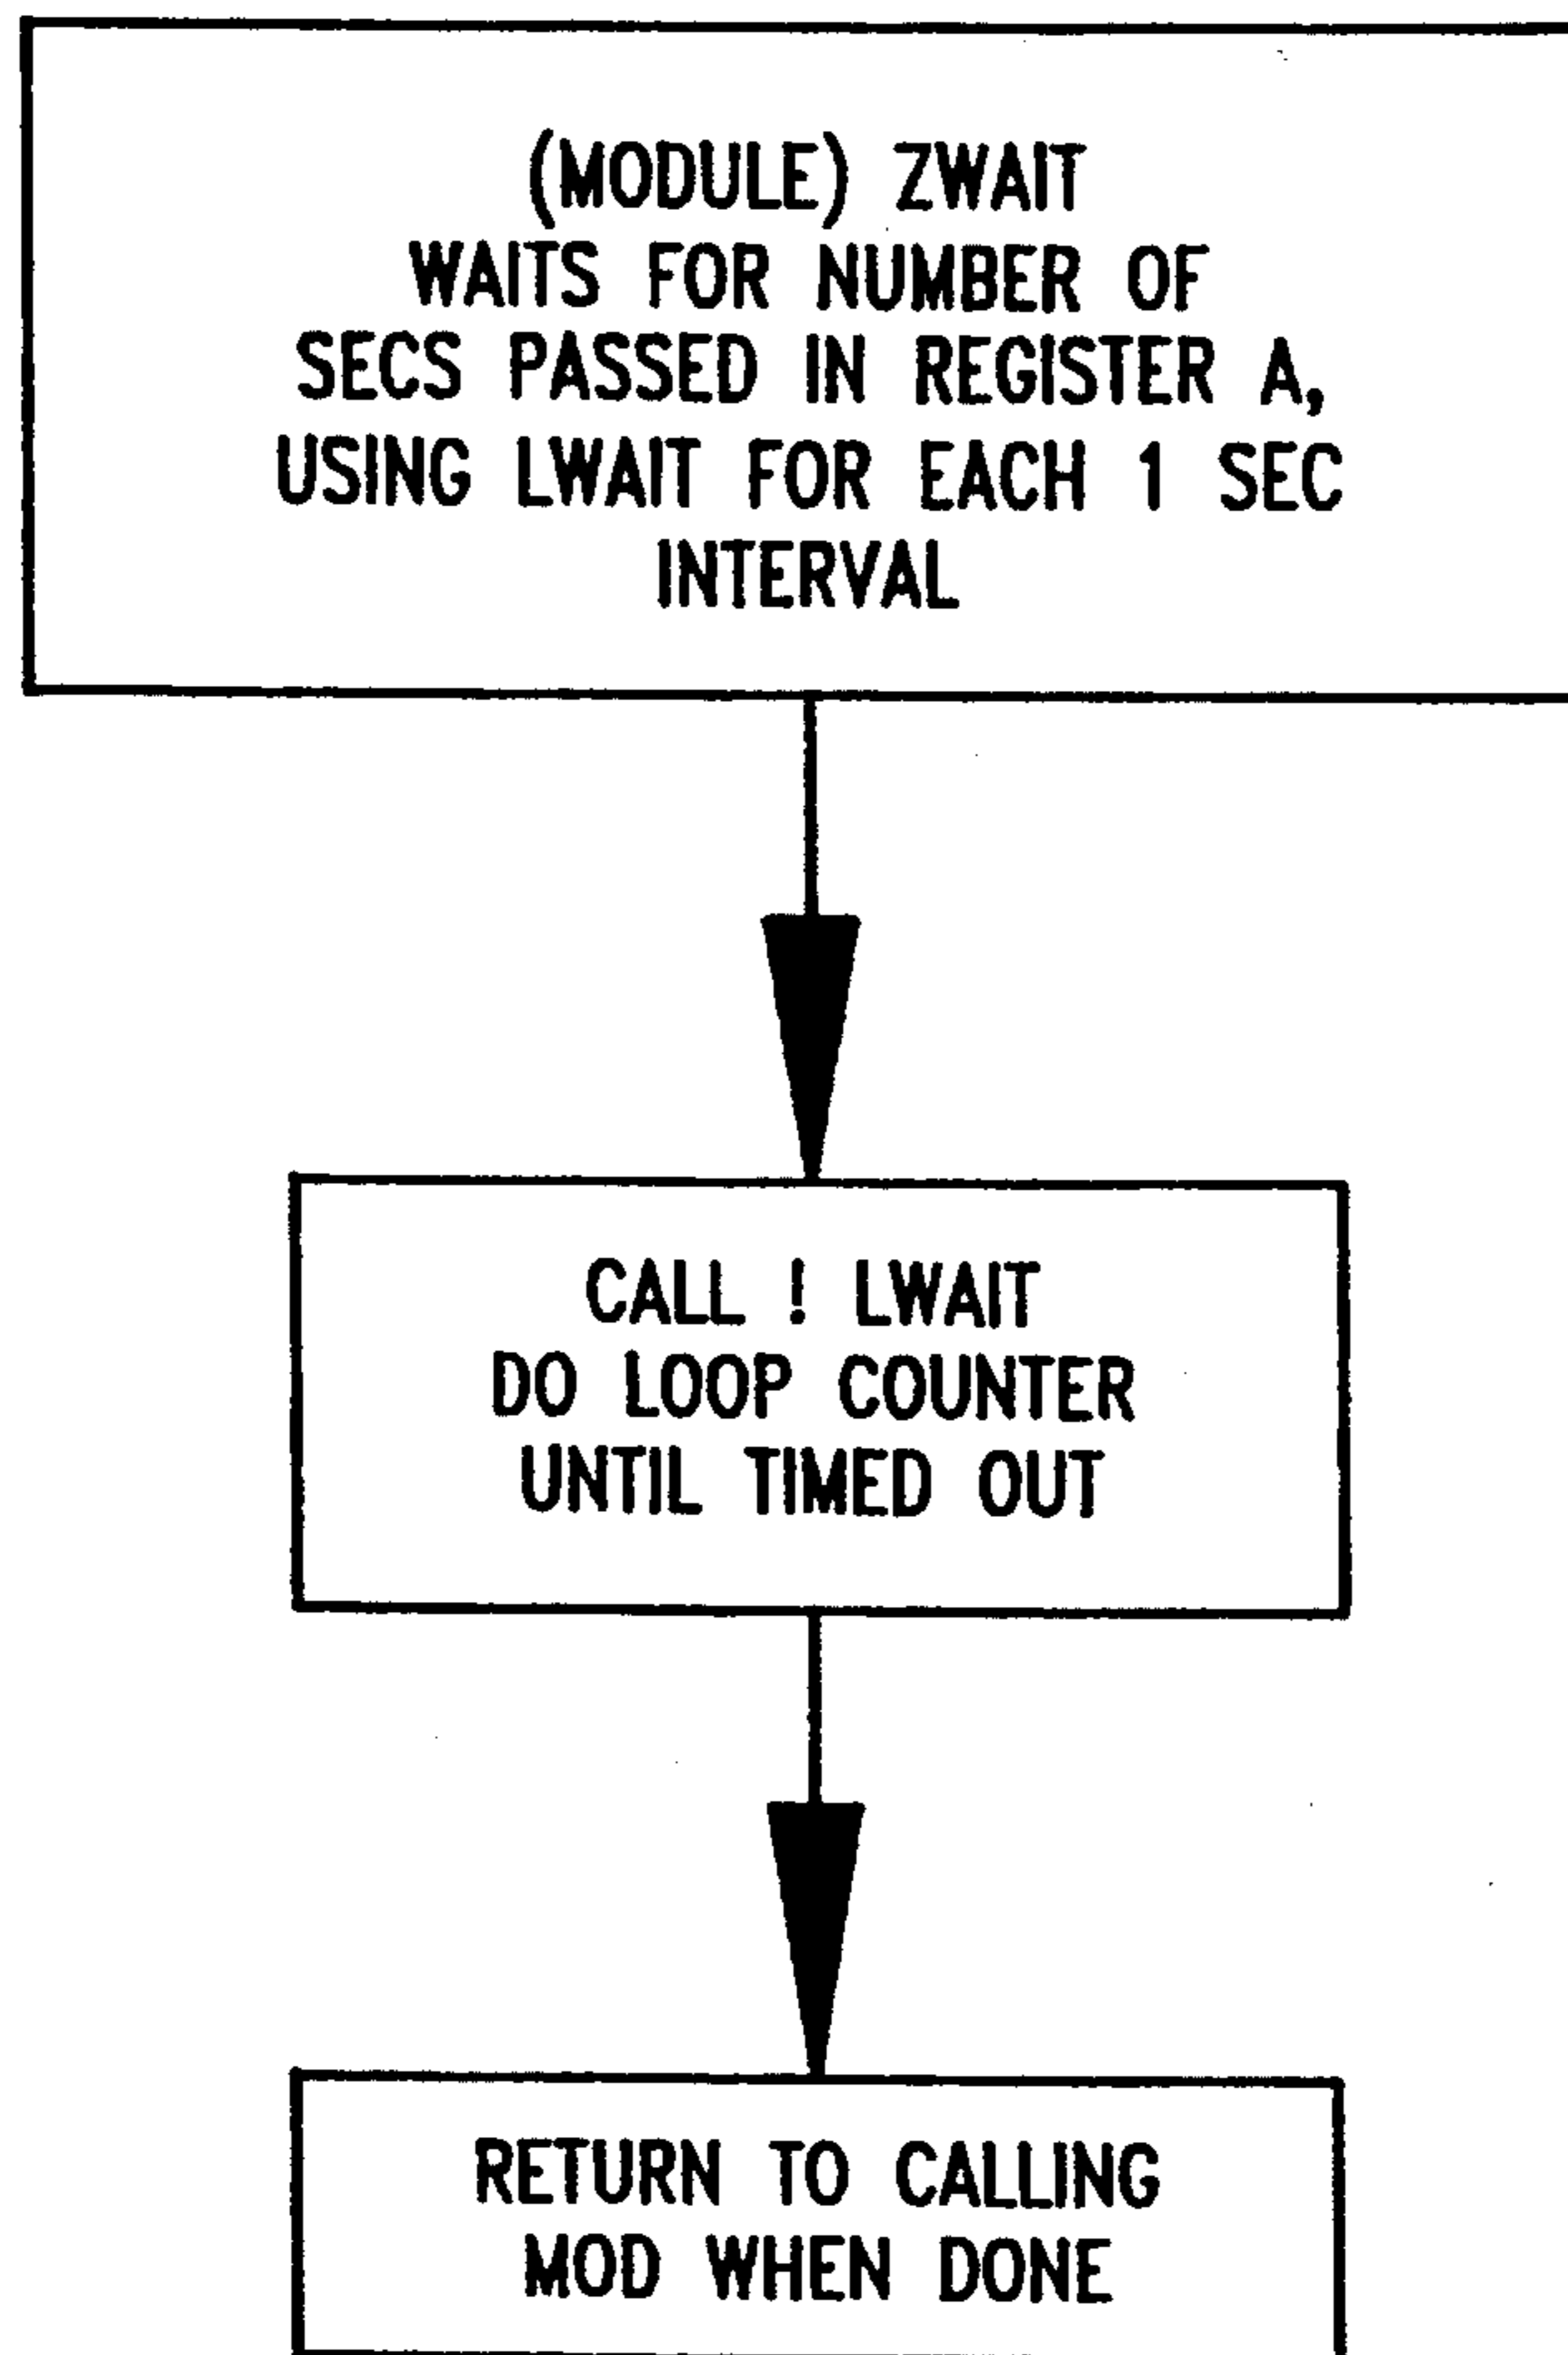 (MODULE) ZWAIT
WAITS FOR NUMBER OF
SECS PASSED IN REGISTER A,
USING LWAIT FOR EACH 1 SEC
INTERVAL
CALL ! LWAIT
DO LOOP COUNTER
UNTIL TIMED OUT
RETURN TO CALLING
MOD WHEN DONE